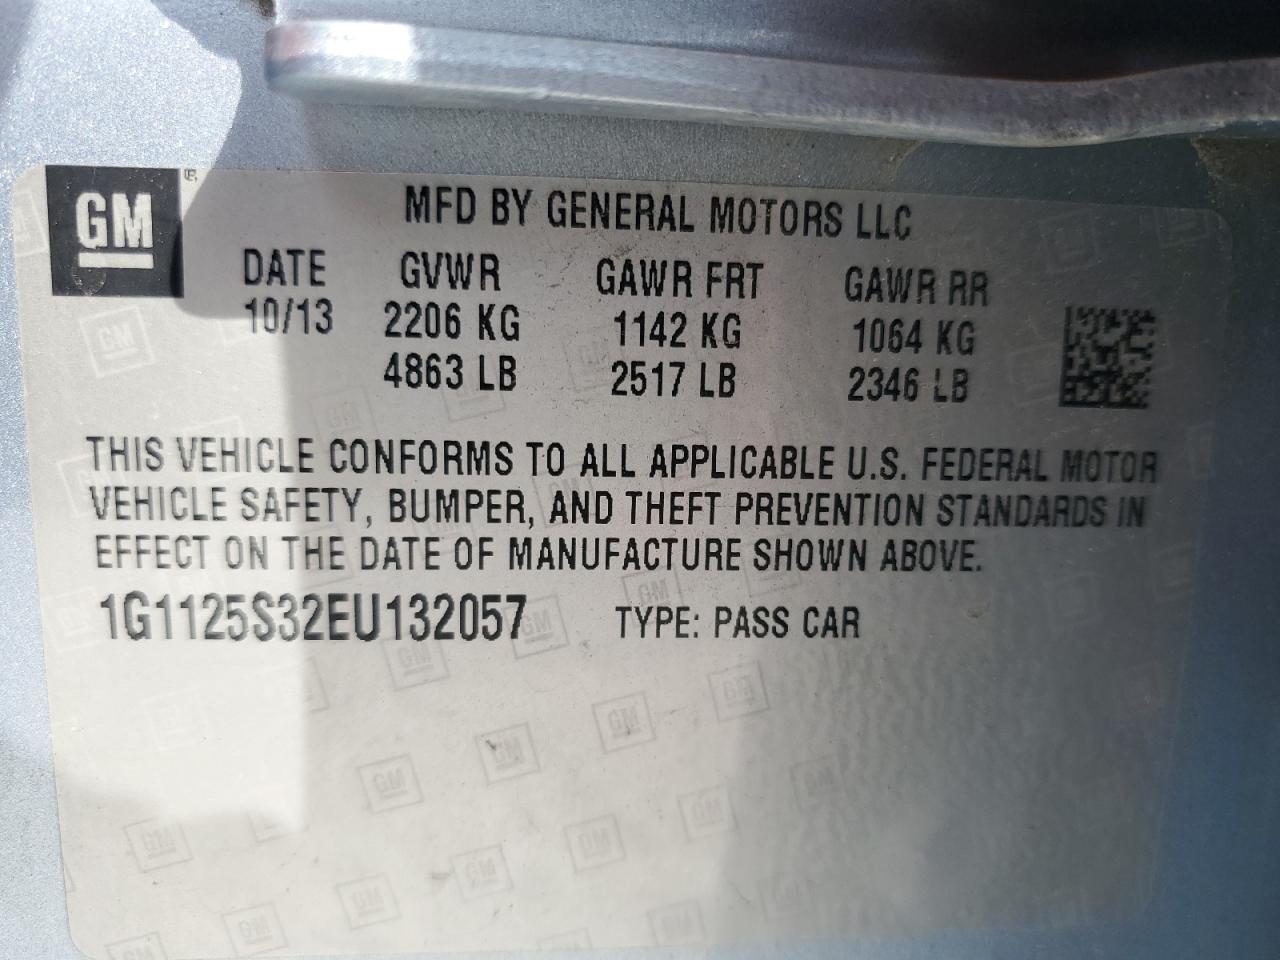 GM
MFD BY GENERAL MOTORS LLC
DATE GVWR GAWR FRT GAWR RR
10/13 2206 KG 1142 KG 1064 KG
4863 LB 2517 LB 2346 LB
THIS VEHICLE CONFORMS TO ALL APPLICABLE U.S. FEDERAL MOTOR
VEHICLE SAFETY, BUMPER, AND THEFT PREVENTION STANDARDS IN
EFFECT ON THE DATE OF MANUFACTURE SHOWN ABOVE.
1G1125S32EU132057 TYPE: PASS CAR